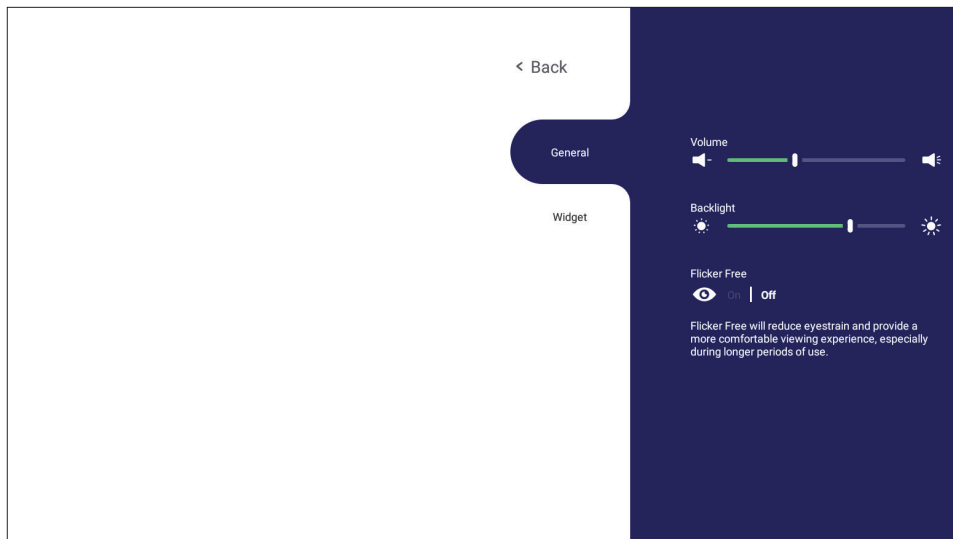 < Back
General
Widget
Volume
Backlight
Flicker Free
On | Off
Flicker Free will reduce eyestrain and provide a
more comfortable viewing experience, especially
during longer periods of use.